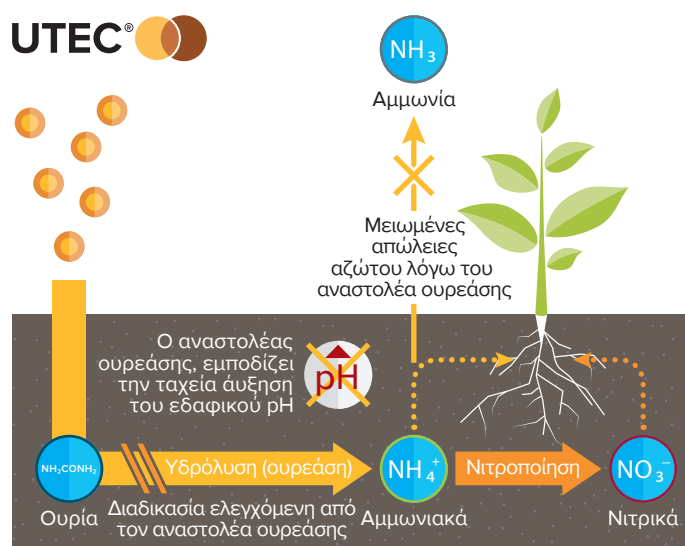 UTEC®
NH₃
Αμμωνία
Μειωμένες
απώλειες
αζώτου λόγω του
αναστολέα ουρεάσης
Ο αναστολέας
ουρεάσης, εμποδίζει
την ταχεία άυξηση
του εδαφικού pH
pH
NH₂CONH₂
Υδρόλυση (ουρεάση)
NH₄⁺
Νιτροποίηση
NO₃⁻
Ουρία
Διαδικασία ελεγχόμενη από
τον αναστολέα ουρεάσης
Αμμωνιακά
Νιτρικά